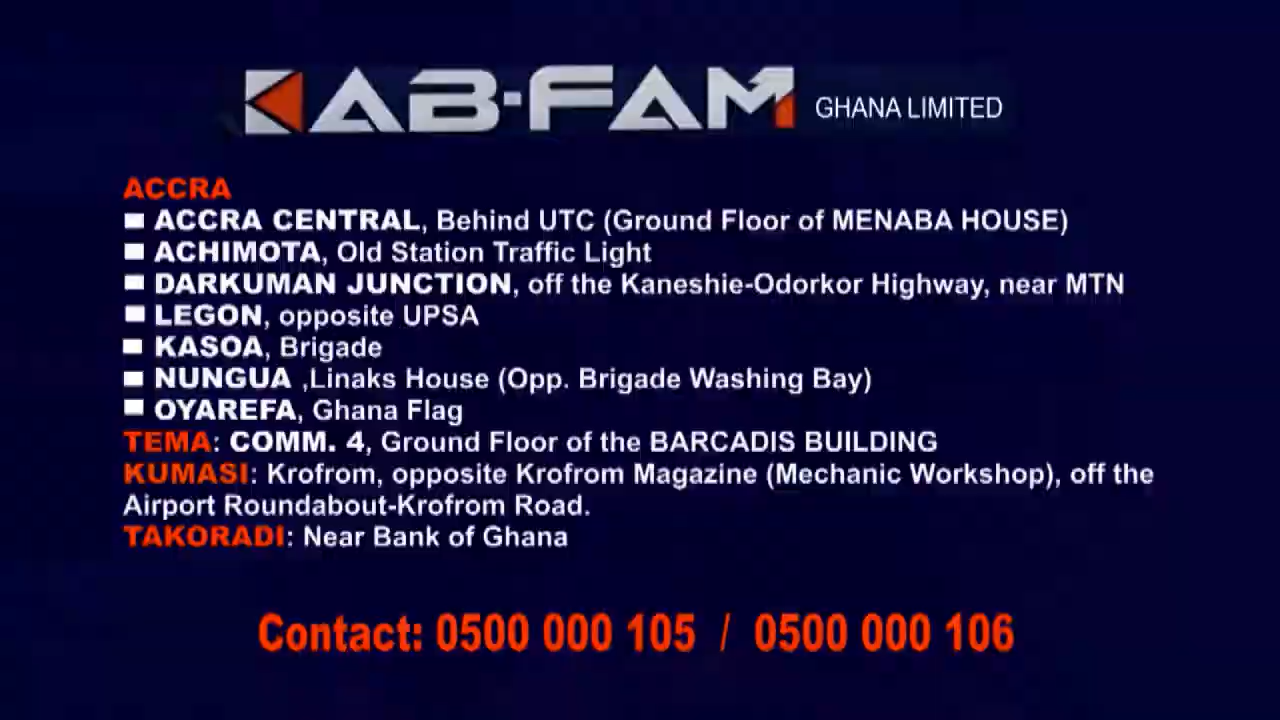 KAB-FAM GHANA LIMITED
ACCRA
■ ACCRA CENTRAL, Behind UTC (Ground Floor of MENABA HOUSE)
■ ACHIMOTA, Old Station Traffic Light
■ DARKUMAN JUNCTION, off the Kaneshie-Odorkor Highway, near MTN
■ LEGON, opposite UPSA
■ KASOA, Brigade
■ NUNGUA ,Linaks House (Opp. Brigade Washing Bay)
■ OYAREFA, Ghana Flag
TEMA: COMM. 4, Ground Floor of the BARCADIS BUILDING
KUMASI: Krofrom, opposite Krofrom Magazine (Mechanic Workshop), off the
Airport Roundabout-Krofrom Road.
TAKORADI: Near Bank of Ghana
Contact: 0500 000 105 / 0500 000 106